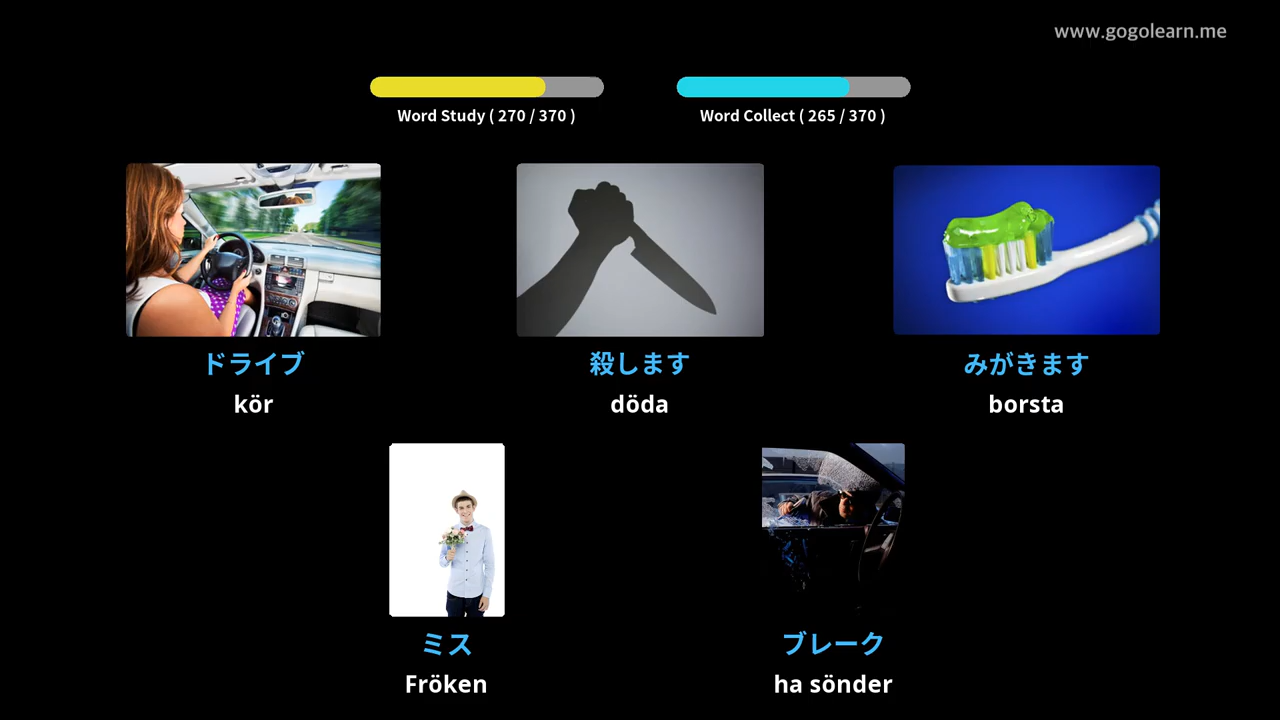 www.gogolearn.me
Word Study ( 270 / 370 )
Word Collect ( 265 / 370 )
ドライブ
kör
殺します
döda
みがきます
borsta
ミス
Fröken
ブレーク
ha sönder